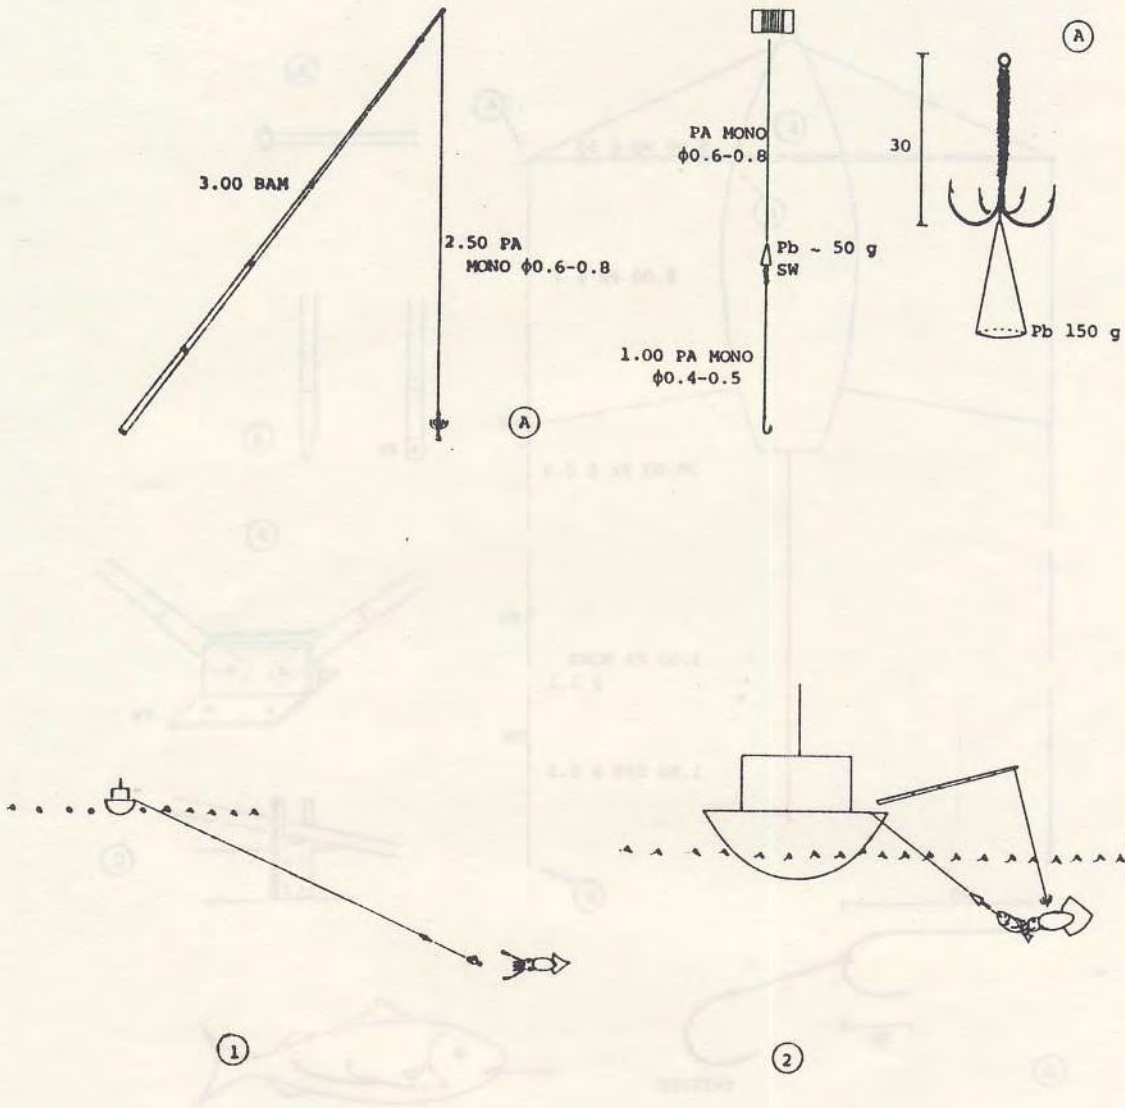 3.00 BAM
2.50 PA
MONO ϕ0.6-0.8
A
PA MONO
ϕ0.6-0.8
Pb ~ 50 g
SW
1.00 PA MONO
ϕ0.4-0.5
A
30
Pb 150 g
1
2